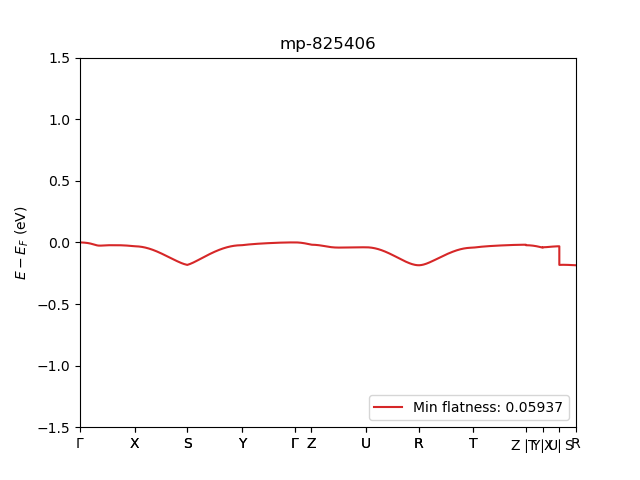 mp-825406
1.5
1.0
0.5
0.0
−0.5
−1.0
−1.5
E − E_F (eV)
Min flatness: 0.05937
Γ X S Y Γ Z U R T Z | T Y | X U | S R